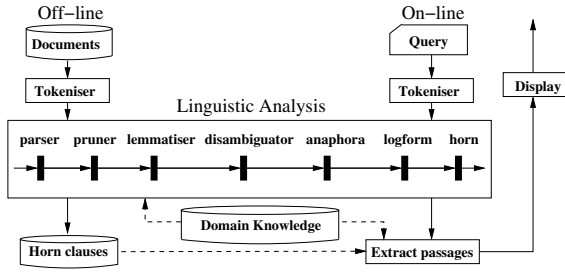 Off-line
On-line
Documents
Query
Tokeniser
Tokeniser
Display
Linguistic Analysis
parser pruner lemmatiser disambiguator anaphora logform horn
Domain Knowledge
Horn clauses
Extract passages